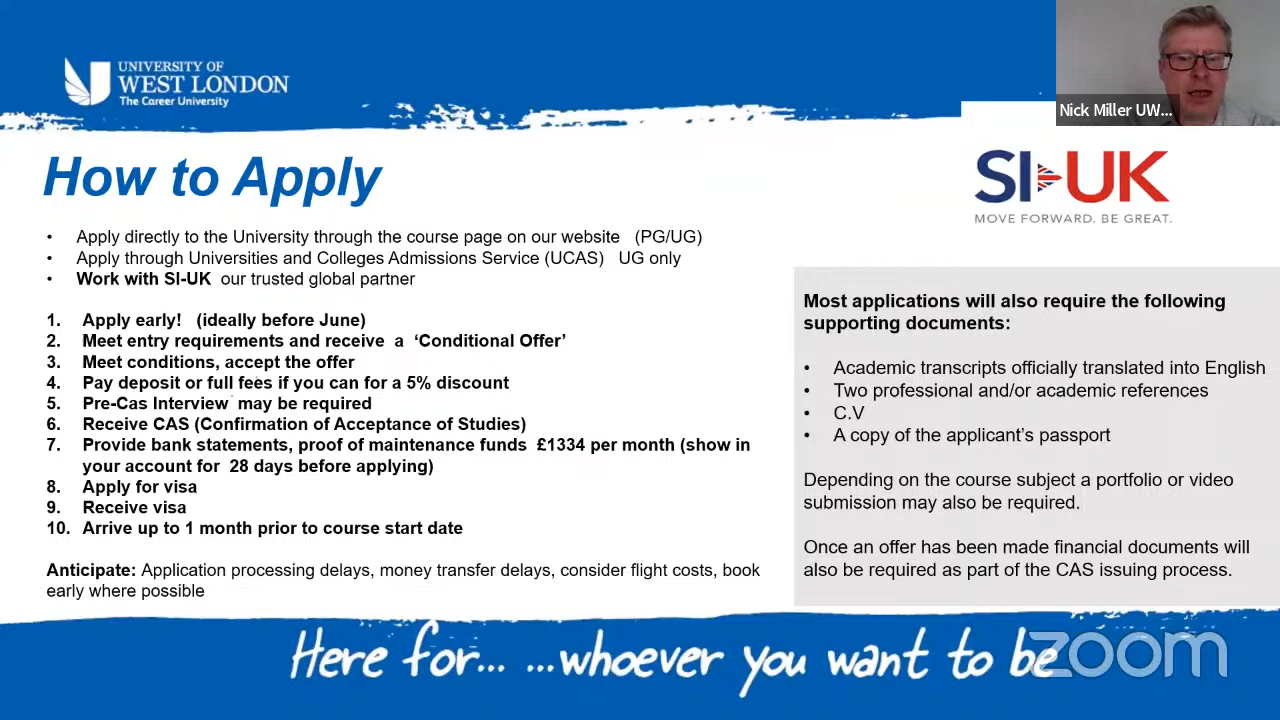 UNIVERSITY OF
WEST LONDON
The Career University
Nick Miller UW...
SI UK
MOVE FORWARD. BE GREAT.
How to Apply
• Apply directly to the University through the course page on our website (PG/UG)
• Apply through Universities and Colleges Admissions Service (UCAS) UG only
• Work with SI-UK our trusted global partner
1. Apply early! (ideally before June)
2. Meet entry requirements and receive a ‘Conditional Offer’
3. Meet conditions, accept the offer
4. Pay deposit or full fees if you can for a 5% discount
5. Pre-Cas Interview may be required
6. Receive CAS (Confirmation of Acceptance of Studies)
7. Provide bank statements, proof of maintenance funds £1334 per month (show in
your account for 28 days before applying)
8. Apply for visa
9. Receive visa
10. Arrive up to 1 month prior to course start date
Anticipate: Application processing delays, money transfer delays, consider flight costs, book
early where possible
Most applications will also require the following
supporting documents:
• Academic transcripts officially translated into English
• Two professional and/or academic references
• C.V
• A copy of the applicant’s passport
Depending on the course subject a portfolio or video
submission may also be required.
Once an offer has been made financial documents will
also be required as part of the CAS issuing process.
Here for... ...whoever you want to be
zoom